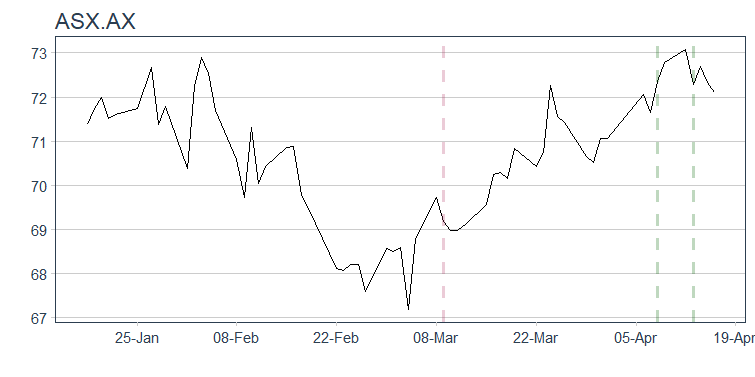 ASX.AX
73
72
71
70
69
68
67
25-Jan
08-Feb
22-Feb
08-Mar
22-Mar
05-Apr
19-Apr